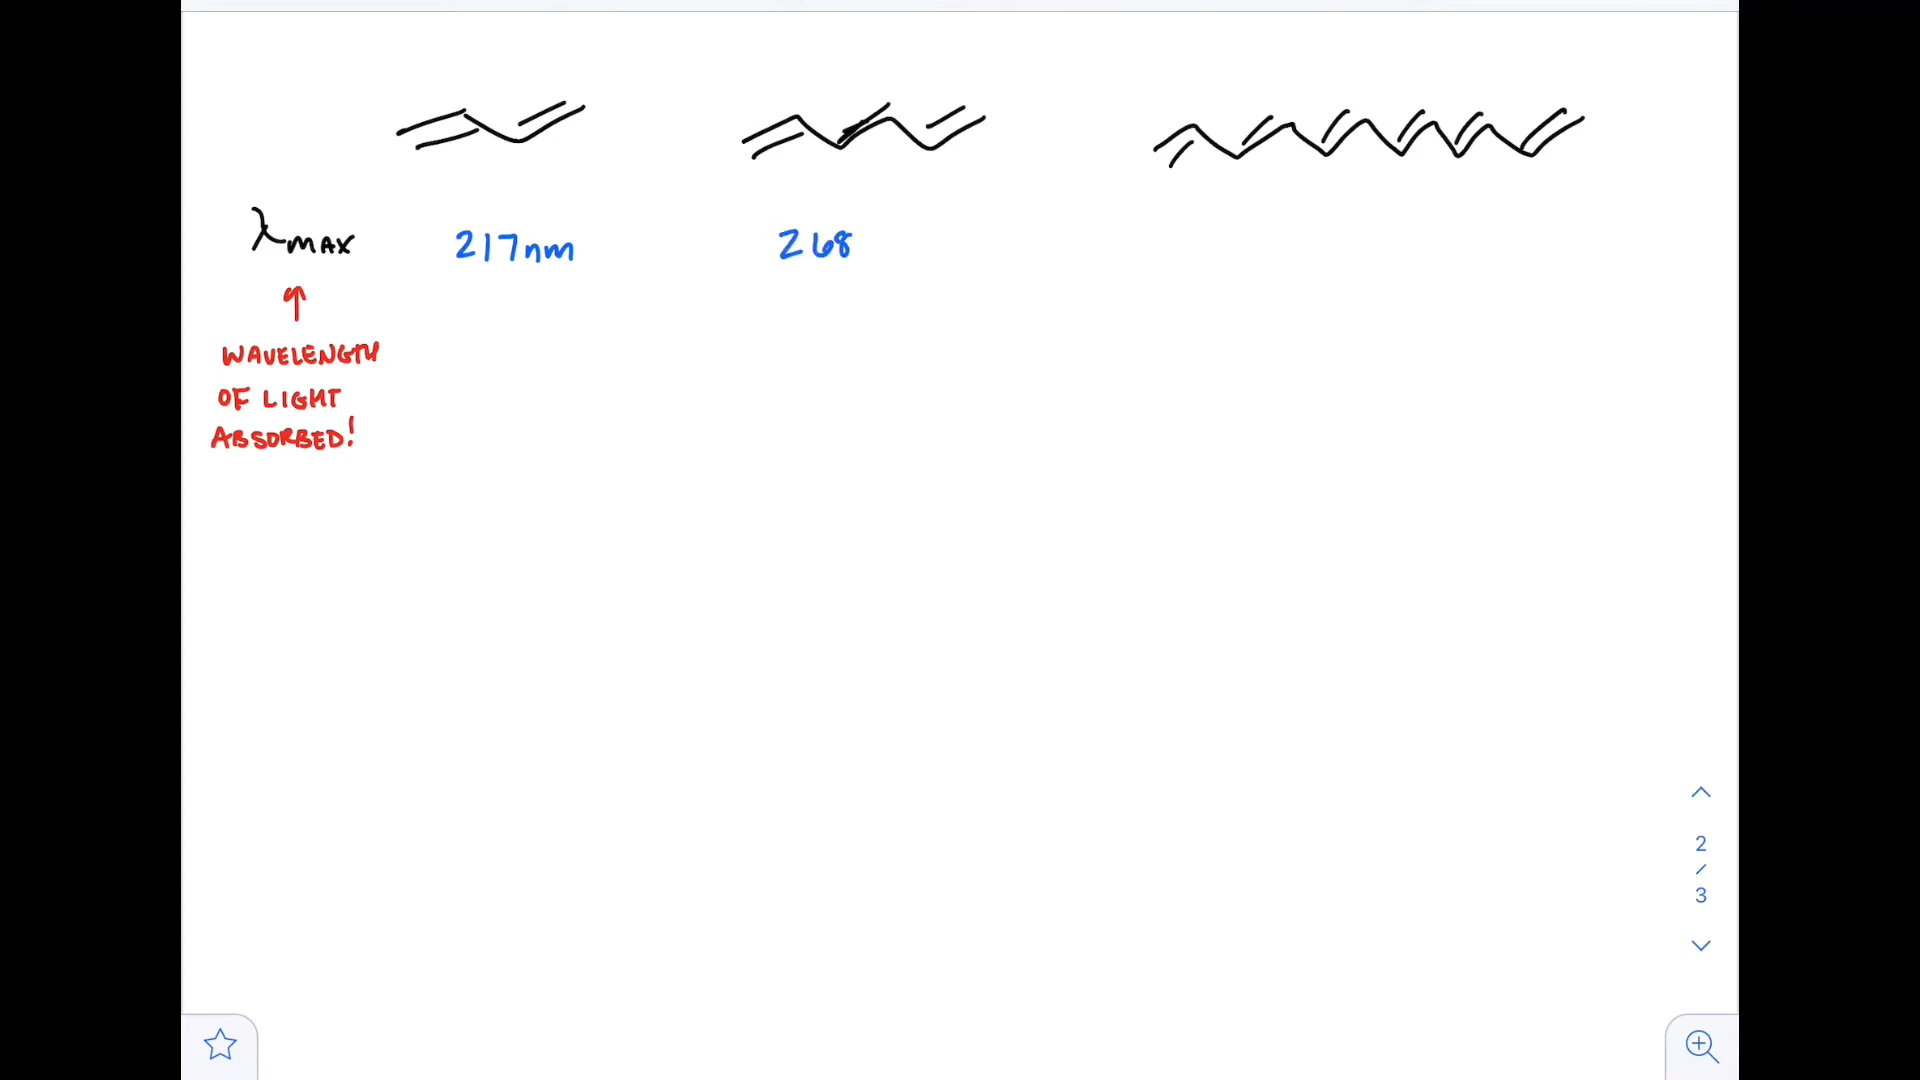 λMAX 217nm 268
↑
WAVELENGTH
OF LIGHT
ABSORBED!
2
/
3